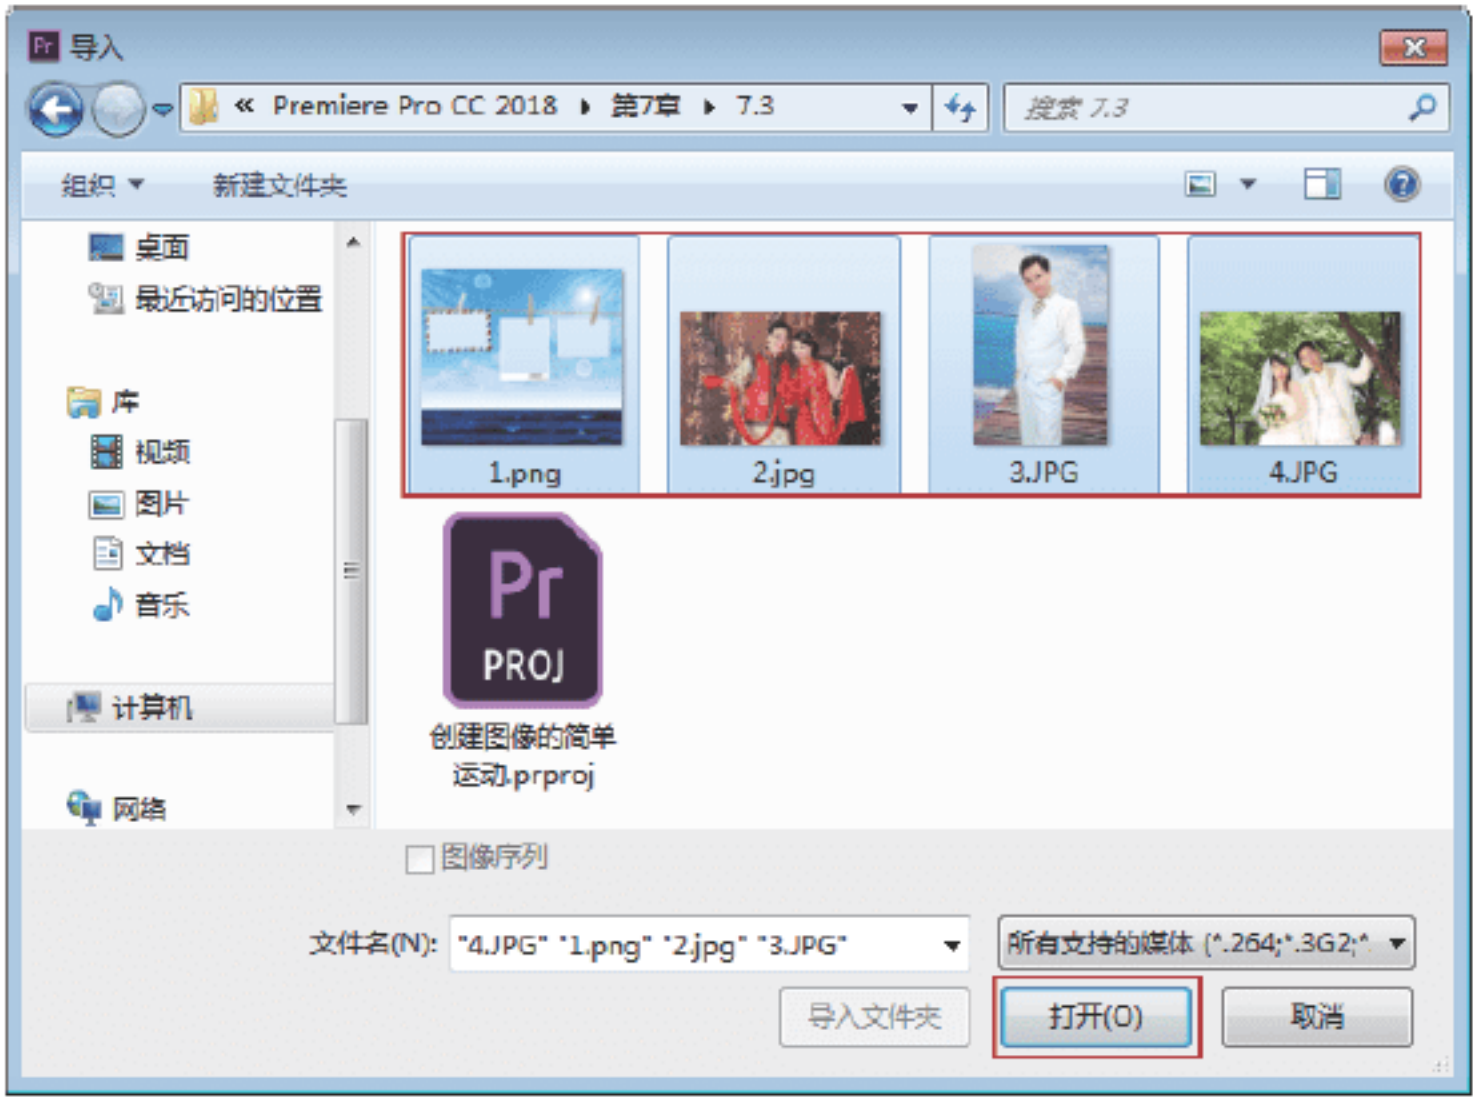 Pr 导入
« Premiere Pro CC 2018 ▸ 第7章 ▸ 7.3
搜索 7.3
组织 新建文件夹
桌面
最近访问的位置
库
视频
图片
文档
音乐
计算机
网络
1.png 2.jpg 3.JPG 4.JPG
Pr
PROJ
创建图像的简单
运动.prproj
图像序列
文件名(N): "4.JPG" "1.png" "2.jpg" "3.JPG"
所有支持的媒体 (*.264;*.3G2;*.
导入文件夹 打开(O) 取消